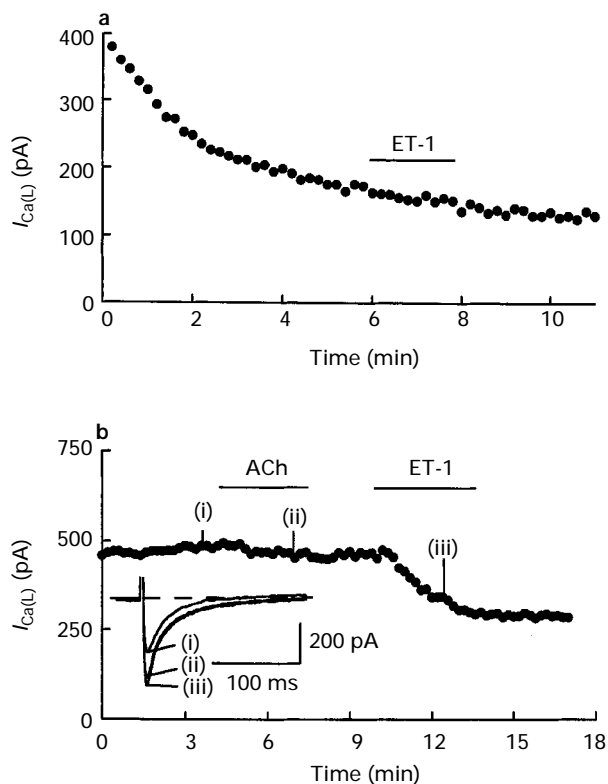 a
400
300
200
100
0
I Ca(L) (pA)
ET-1
0 2 4 6 8 10
Time (min)
b
750
500
250
0
I Ca(L) (pA)
ACh
ET-1
(i)
(ii)
(iii)
(i)
(ii)
(iii)
200 pA
100 ms
0 3 6 9 12 15 18
Time (min)